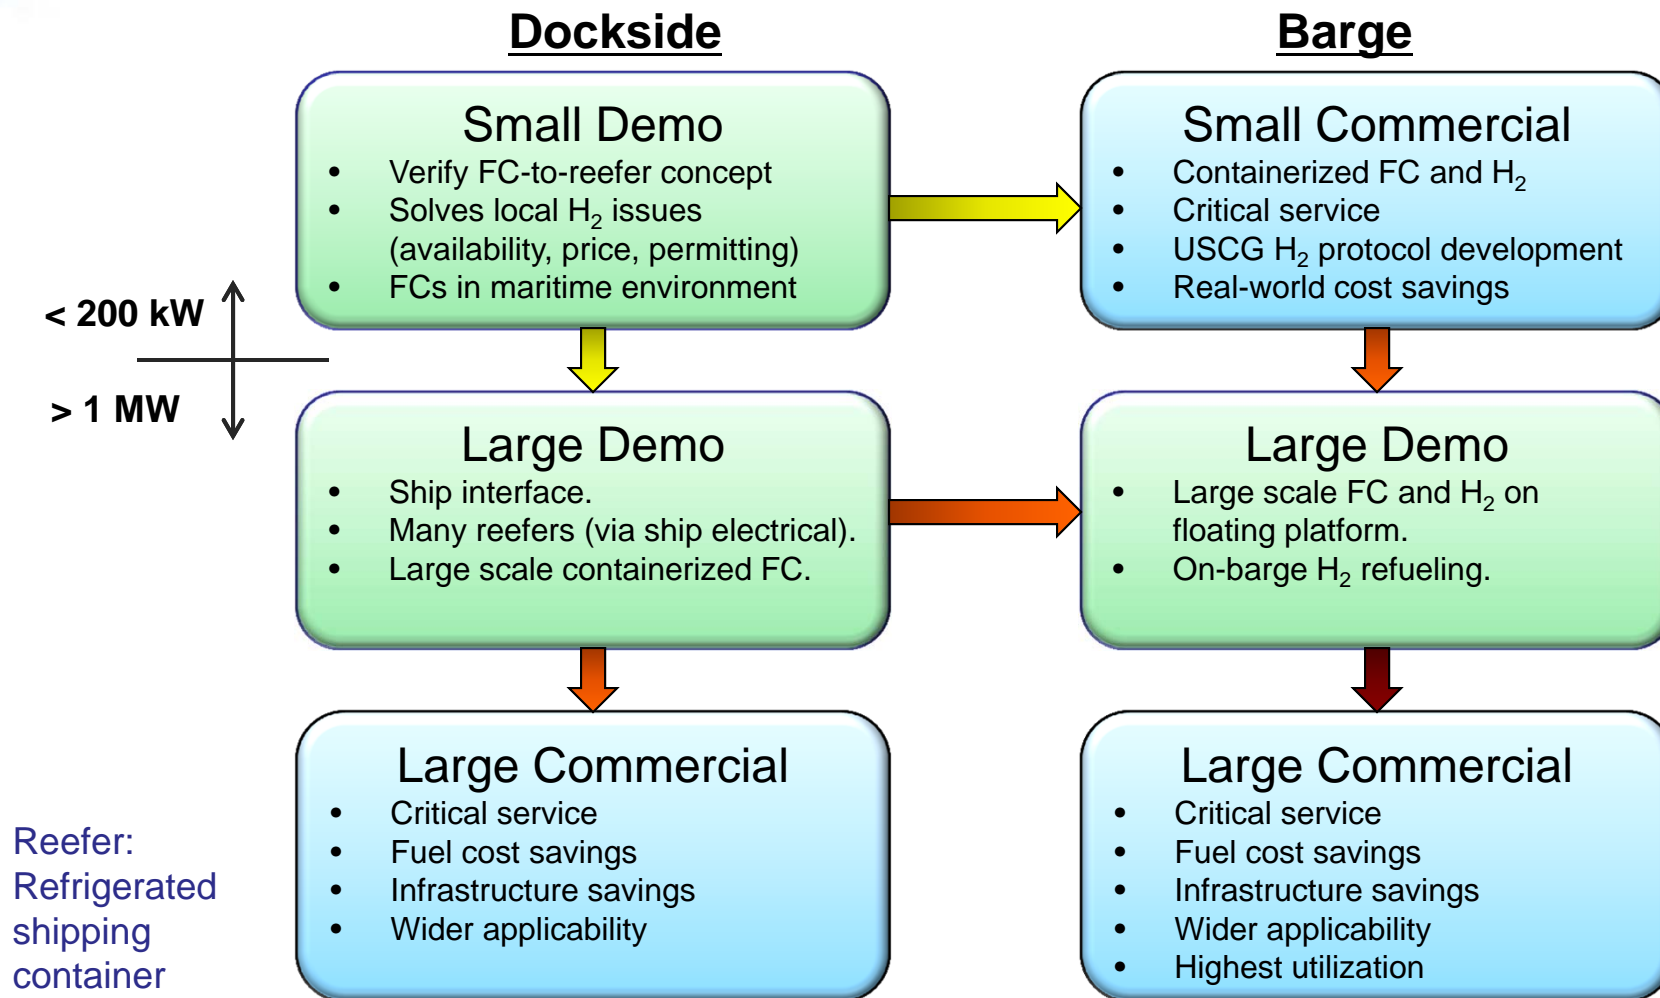 Dockside
Barge
Small Demo
• Verify FC-to-reefer concept
• Solves local H₂ issues
(availability, price, permitting)
• FCs in maritime environment
Small Commercial
• Containerized FC and H₂
• Critical service
• USCG H₂ protocol development
• Real-world cost savings
< 200 kW
> 1 MW
Large Demo
• Ship interface.
• Many reefers (via ship electrical).
• Large scale containerized FC.
Large Demo
• Large scale FC and H₂ on
floating platform.
• On-barge H₂ refueling.
Large Commercial
• Critical service
• Fuel cost savings
• Infrastructure savings
• Wider applicability
Large Commercial
• Critical service
• Fuel cost savings
• Infrastructure savings
• Wider applicability
• Highest utilization
Reefer:
Refrigerated
shipping
container